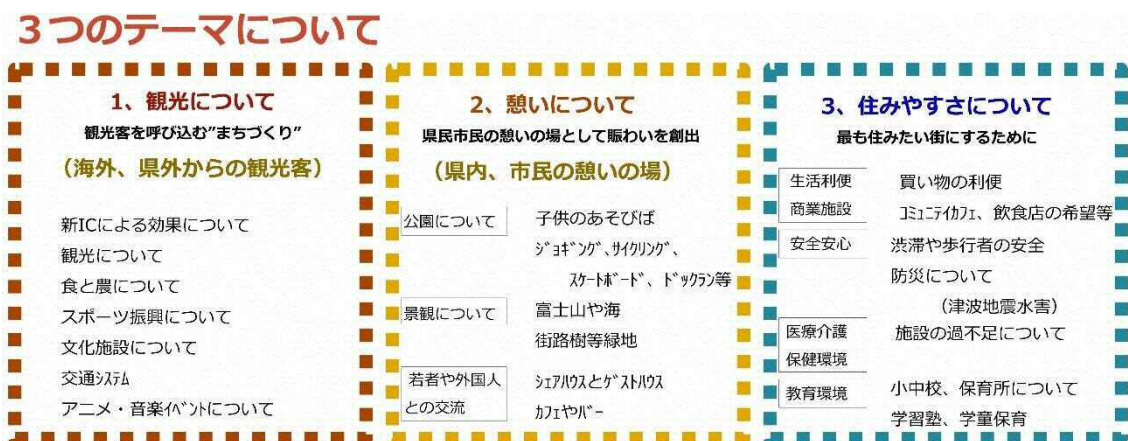 3つのテーマについて
1、観光について
観光客を呼び込む”まちづくり”
(海外、県外からの観光客)
新ICによる効果について
観光について
食と農について
スポーツ振興について
文化施設について
交通ｼｽﾃﾑ
アニメ・音楽ｲﾍﾞﾝﾄについて
2、憩いについて
県民市民の憩いの場として賑わいを創出
(県内、市民の憩いの場)
公園について
子供のあそびば
ｼﾞｮｷﾞﾝｸﾞ､ｻｲｸﾘﾝｸﾞ､
ｽｹｰﾄﾎﾞｰﾄﾞ、ﾄﾞｯｸﾗﾝ等
景観について
富士山や海
街路樹等緑地
若者や外国人
との交流
ｼｪｱﾊｳｽとｹﾞｽﾄﾊｳｽ
ｶﾌｪやﾊﾞｰ
3、住みやすさについて
最も住みたい街にするために
生活利便
商業施設
買い物の利便
ｺﾐｭﾆﾃｲｶﾌｪ、飲食店の希望等
安全安心
渋滞や歩行者の安全
防災について
(津波地震水害)
医療介護
保健環境
施設の過不足について
教育環境
小中校、保育所について
学習塾、学童保育